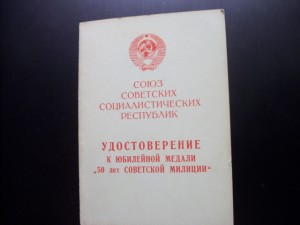 СОЮЗ
СОВЕТСКИХ
СОЦИАЛИСТИЧЕСКИХ
РЕСПУБЛИК
УДОСТОВЕРЕНИЕ
К ЮБИЛЕЙНОЙ МЕДАЛИ
„50 лет СОВЕТСКОЙ МИЛИЦИИ“